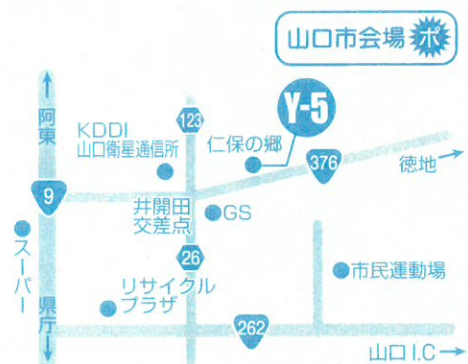 山口市会場 ポ
Y-5
阿東
KDDI
山口衛星通信所
123
仁保の郷
376
徳地
9
井開田
交差点
GS
スーパー
26
市民運動場
リサイクル
プラザ
県庁
262
山口I.C